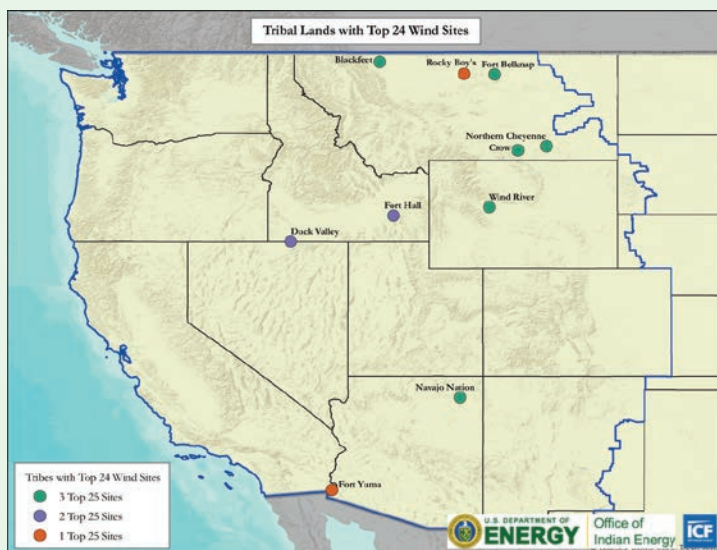 Tribal Lands with Top 24 Wind Sites
Blackfeet
Rocky Boy's
Fort Belknap
Northern Cheyenne
Crow
Wind River
Fort Hall
Duck Valley
Navajo Nation
Fort Yuma
Tribes with Top 24 Wind Sites
3 Top 25 Sites
2 Top 25 Sites
1 Top 25 Sites
U.S. DEPARTMENT OF
ENERGY
Office of
Indian Energy
ICF